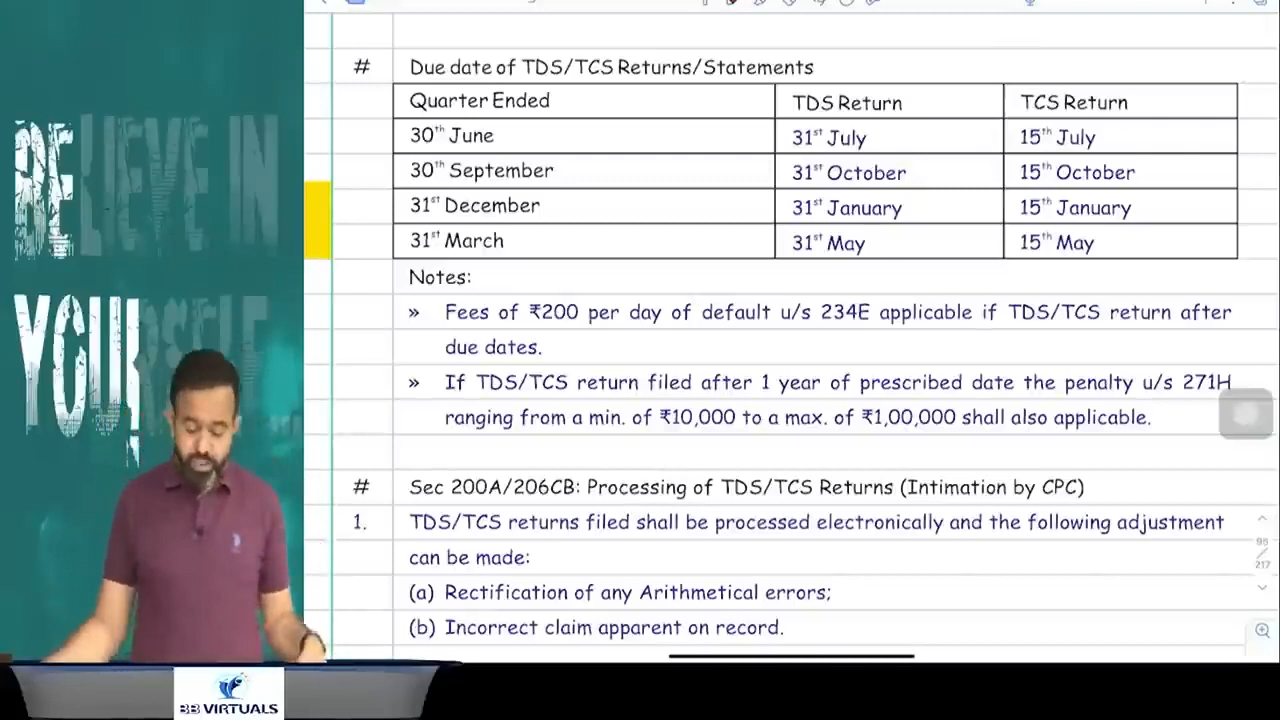 BELIEVE IN
YOURSELF
# Due date of TDS/TCS Returns/Statements
Quarter Ended TDS Return TCS Return
30th June 31st July 15th July
30th September 31st October 15th October
31st December 31st January 15th January
31st March 31st May 15th May
Notes:
» Fees of ₹200 per day of default u/s 234E applicable if TDS/TCS return after
due dates.
» If TDS/TCS return filed after 1 year of prescribed date the penalty u/s 271H
ranging from a min. of ₹10,000 to a max. of ₹1,00,000 shall also applicable.
# Sec 200A/206CB: Processing of TDS/TCS Returns (Intimation by CPC)
1. TDS/TCS returns filed shall be processed electronically and the following adjustment
can be made:
(a) Rectification of any Arithmetical errors;
(b) Incorrect claim apparent on record.
95
/
217
BB VIRTUALS